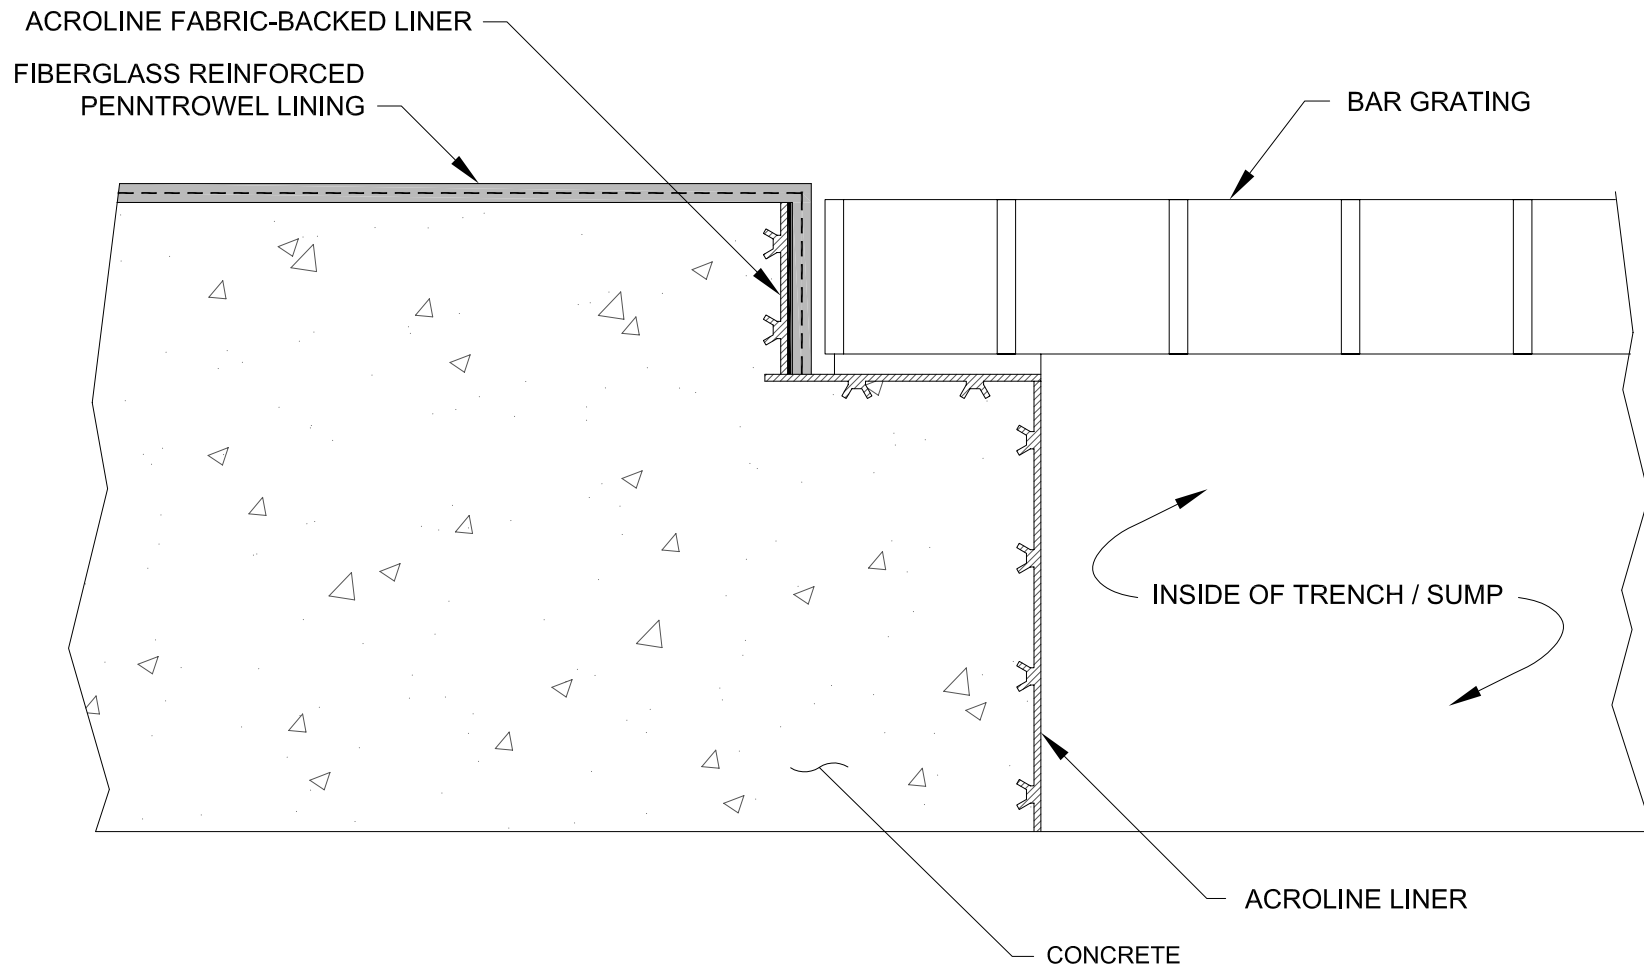 ACROLINE FABRIC-BACKED LINER
FIBERGLASS REINFORCED
PENNTROWEL LINING
BAR GRATING
INSIDE OF TRENCH / SUMP
ACROLINE LINER
CONCRETE